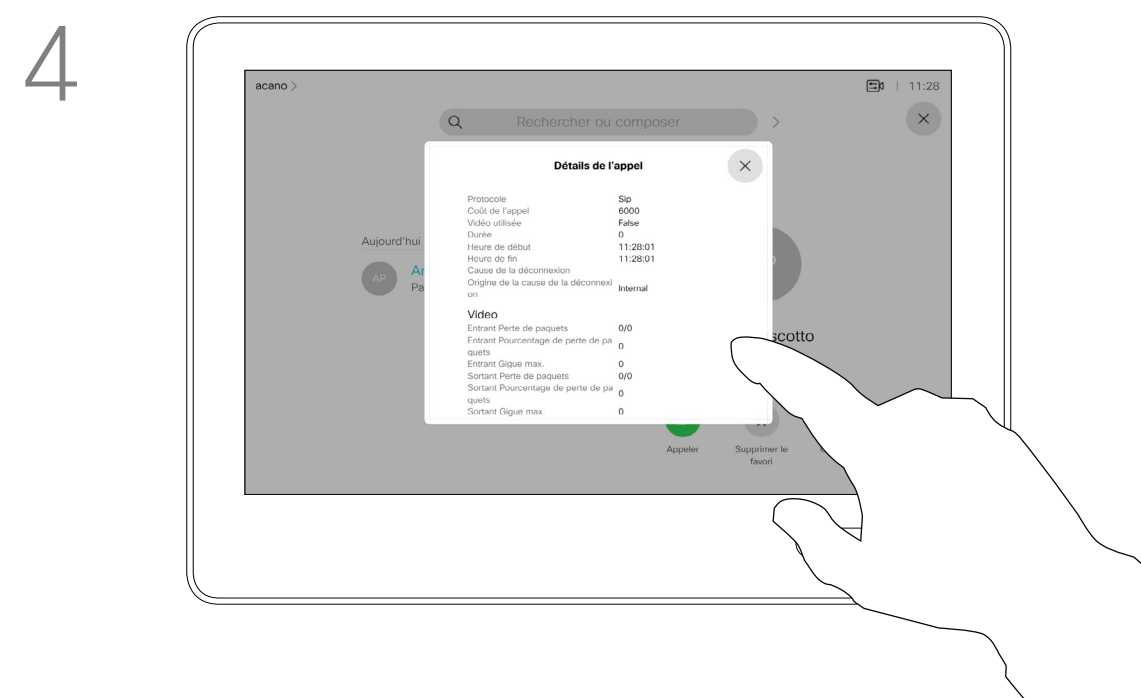 4
acano >
11:28
Rechercher ou composer
Détails de l'appel
Protocole Sip
Coût de l'appel 6000
Vidéo utilisée False
Durée 0
Heure de début 11:28:01
Heure de fin 11:28:01
Cause de la déconnexion
Origine de la cause de la déconnexi
on
Internal
Video
Entrant Perte de paquets 0/0
Entrant Pourcentage de perte de pa
quets
0
Entrant Gigue max. 0
Sortant Perte de paquets 0/0
Sortant Pourcentage de perte de pa
quets
0
Sortant Gigue max. 0
Aujourd'hui
AP
Appeler
Supprimer le
favori